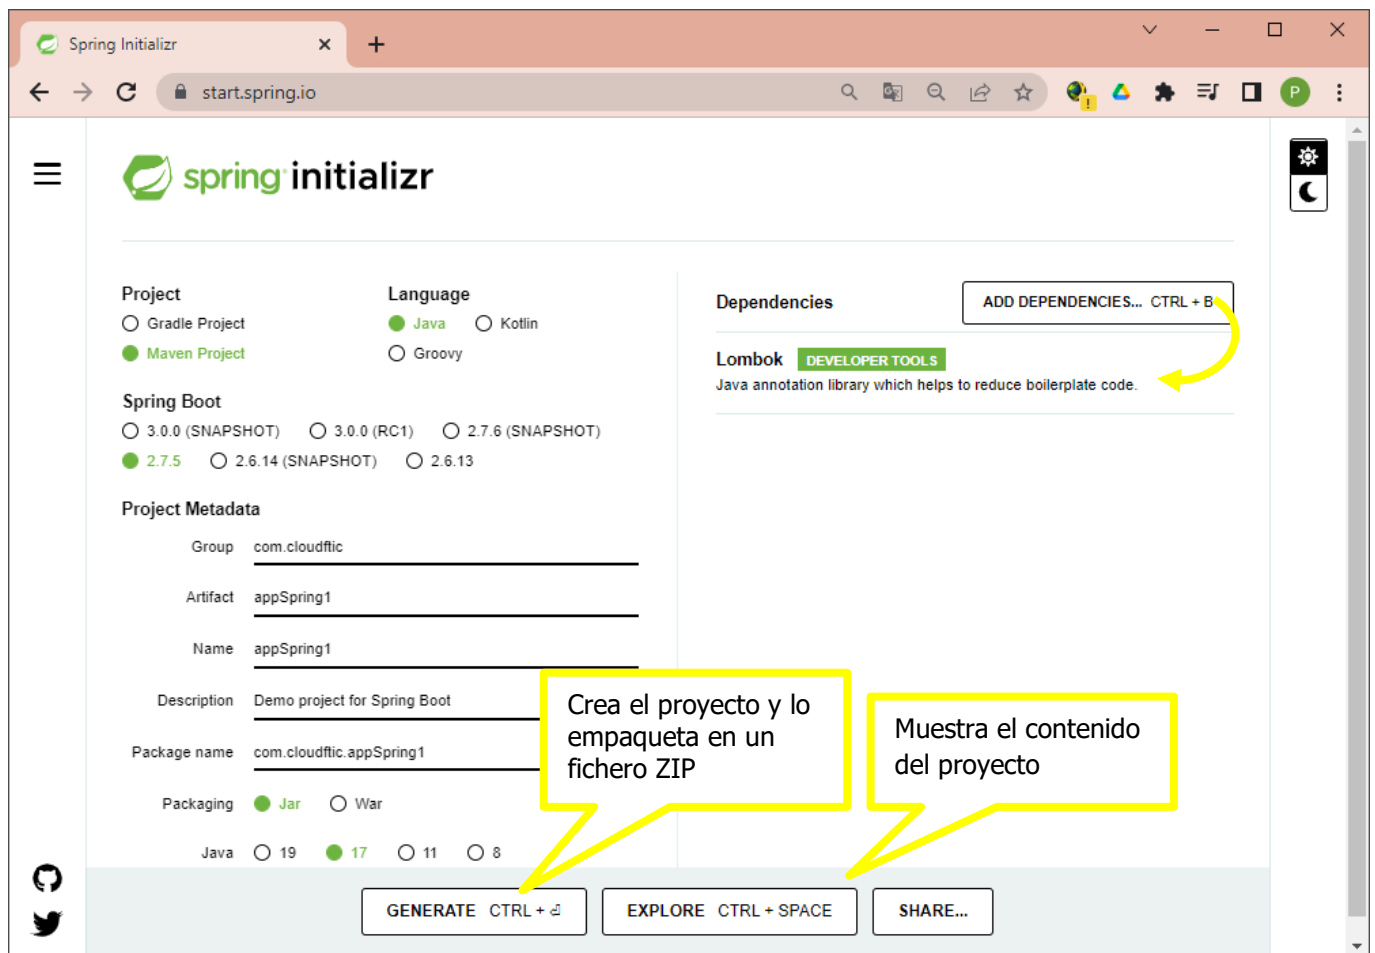 Spring Initializr
start.spring.io
P
spring initializr
Project
Gradle Project
Maven Project
Language
Java Kotlin
Groovy
Spring Boot
3.0.0 (SNAPSHOT) 3.0.0 (RC1) 2.7.6 (SNAPSHOT)
2.7.5 2.6.14 (SNAPSHOT) 2.6.13
Project Metadata
Group com.cloudftic
Artifact appSpring1
Name appSpring1
Description Demo project for Spring Boot
Package name com.cloudftic.appSpring1
Packaging Jar War
Java 19 17 11 8
Dependencies
ADD DEPENDENCIES... CTRL + B
Lombok DEVELOPER TOOLS
Java annotation library which helps to reduce boilerplate code.
Crea el proyecto y lo
empaqueta en un
fichero ZIP
Muestra el contenido
del proyecto
GENERATE CTRL + ⏎
EXPLORE CTRL + SPACE
SHARE...